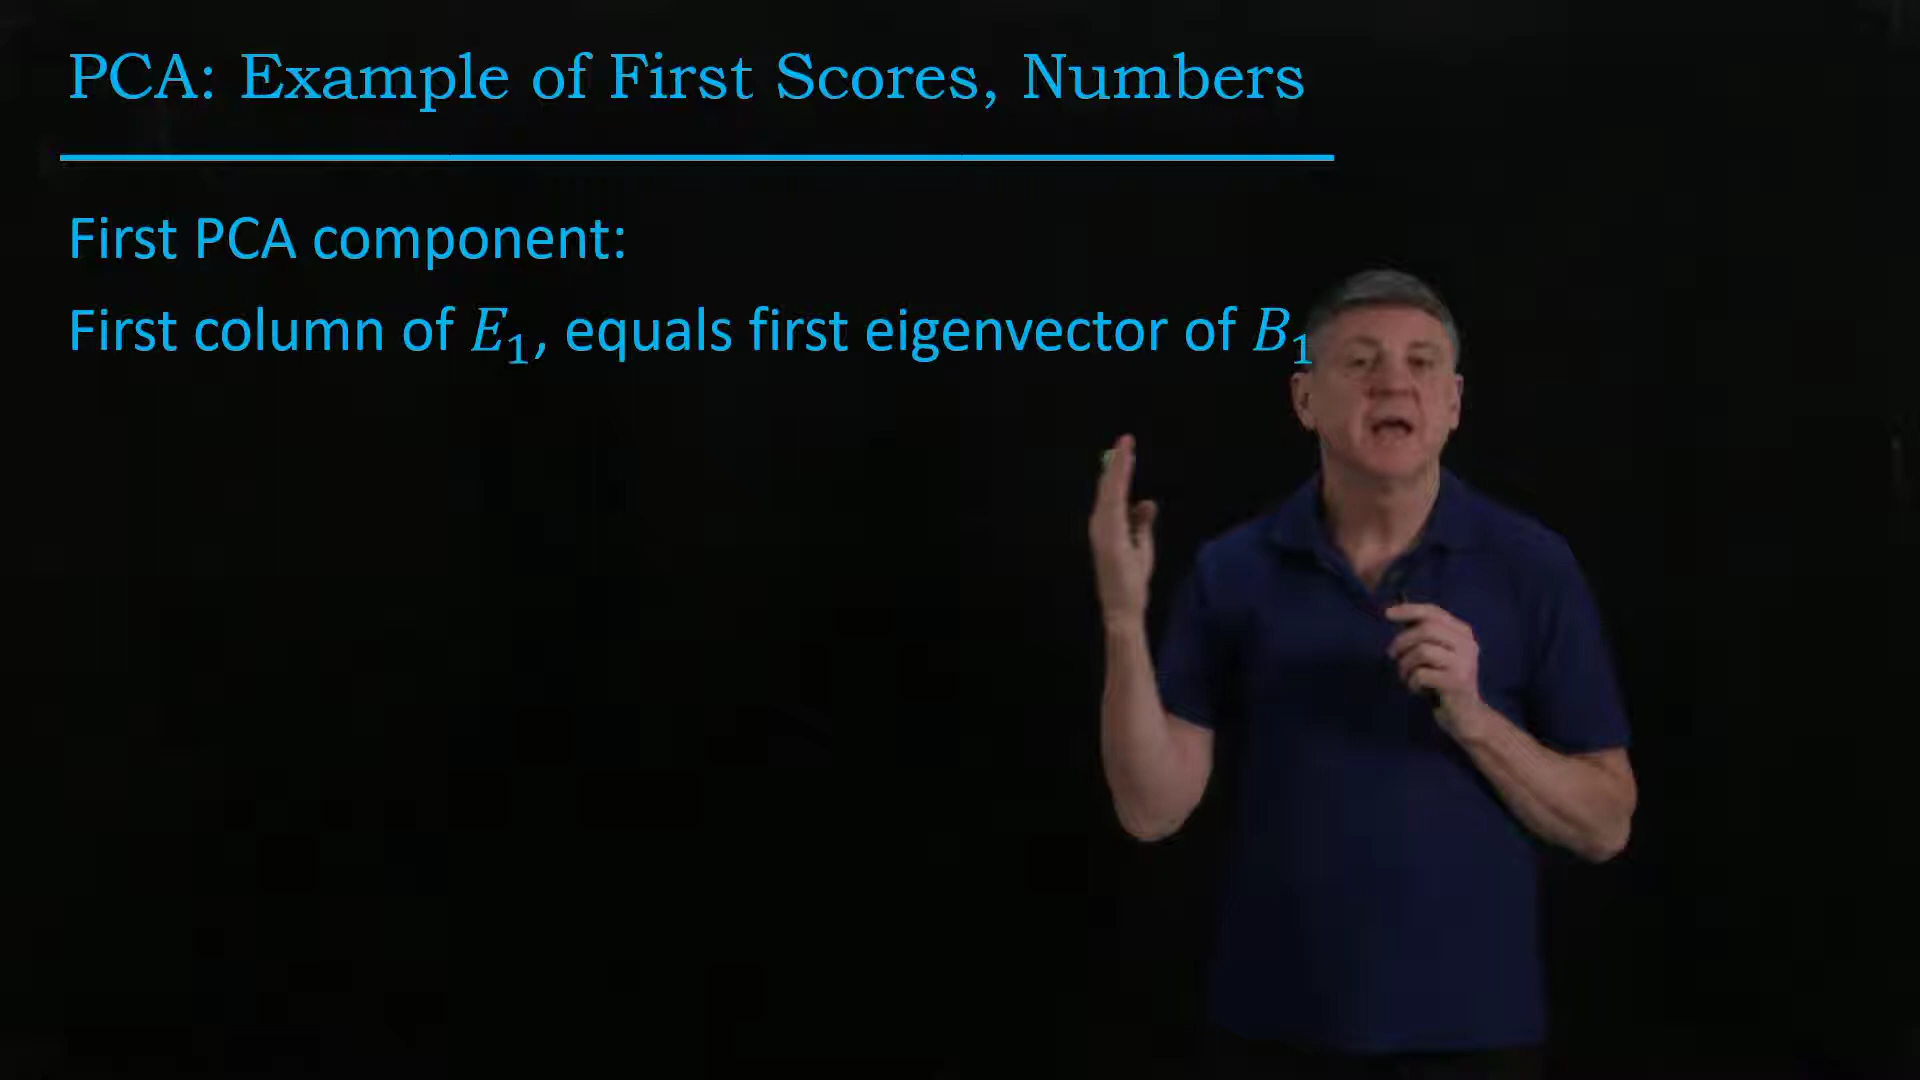 PCA: Example of First Scores, Numbers
First PCA component:
First column of E₁, equals first eigenvector of B₁